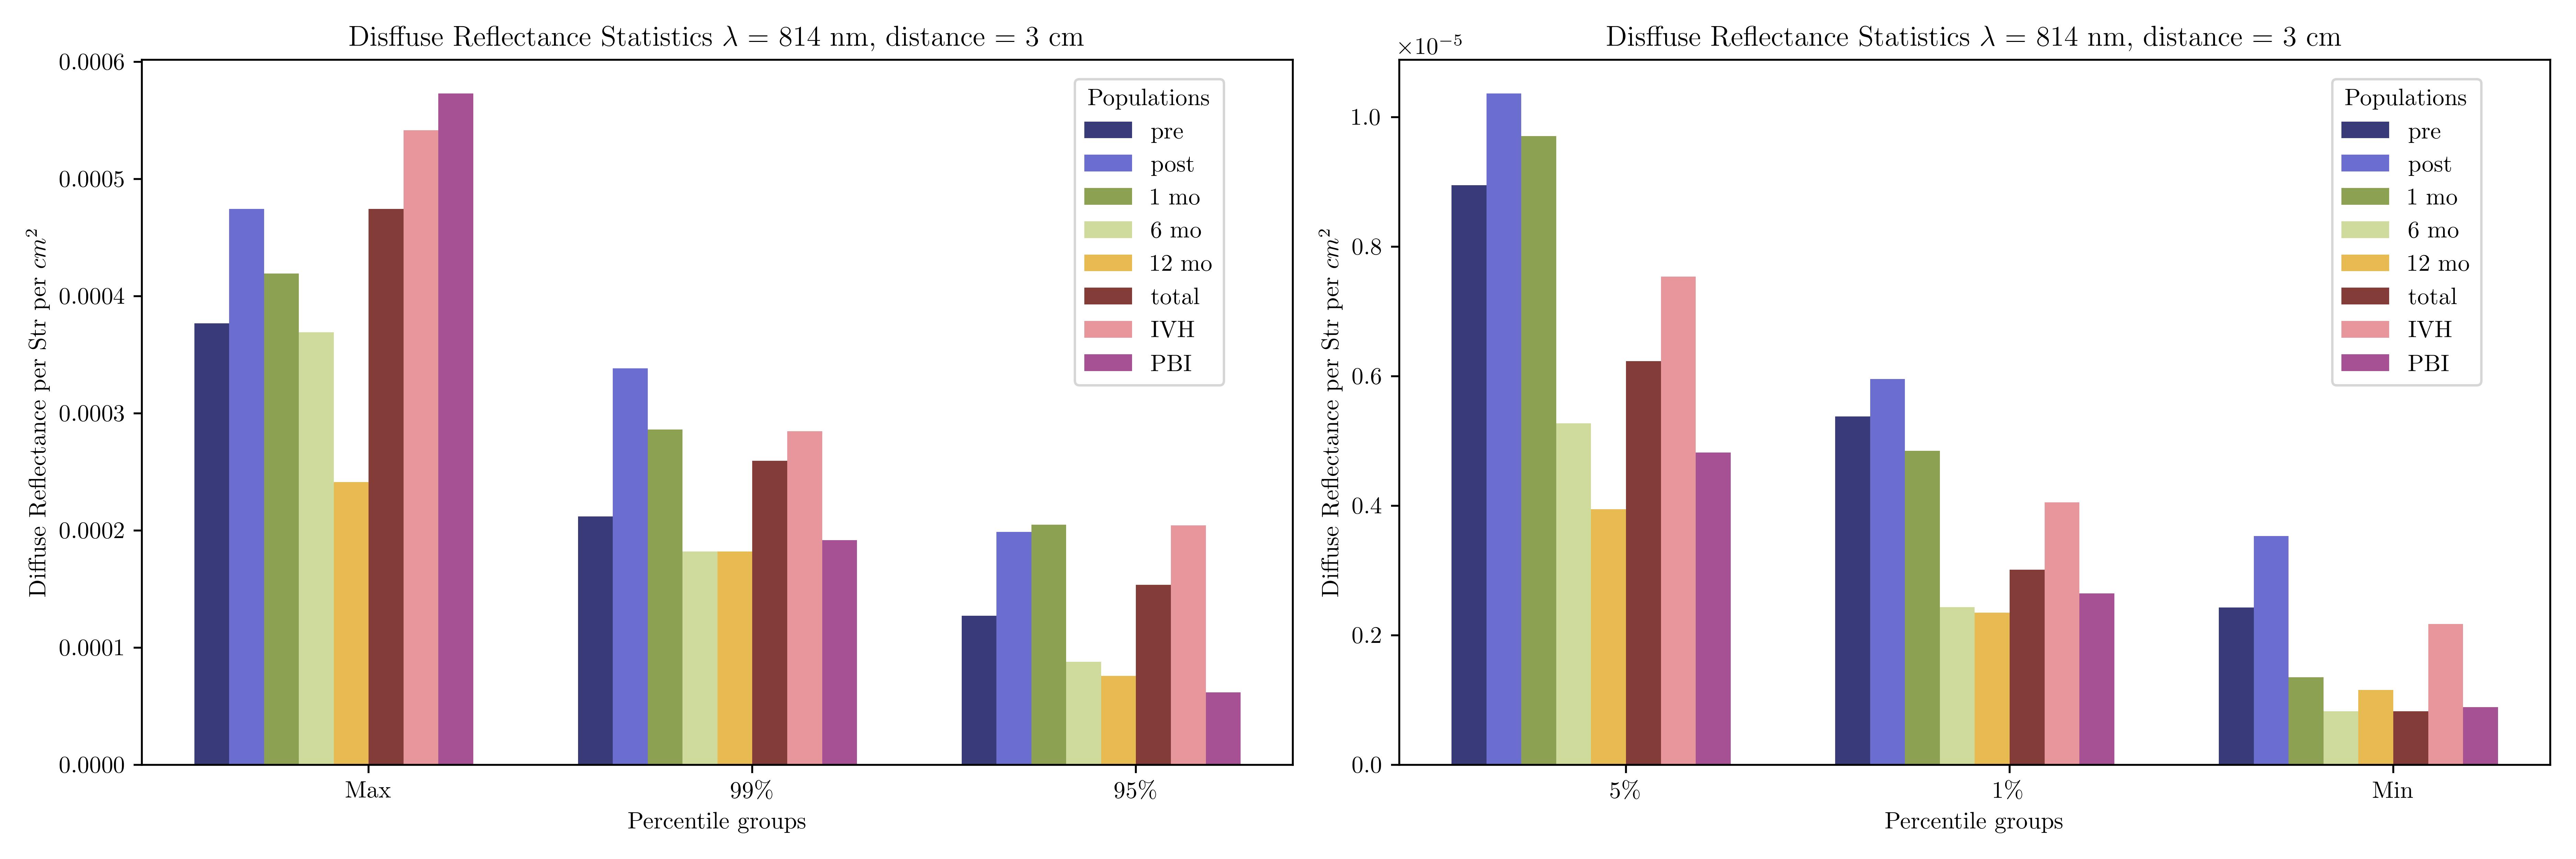 Disffuse Reflectance Statistics λ = 814 nm, distance = 3 cm
Diffuse Reflectance per Str per cm²
0.0006
0.0005
0.0004
0.0003
0.0002
0.0001
0.0000
Populations
pre
post
1 mo
6 mo
12 mo
total
IVH
PBI
Max 99% 95%
Percentile groups
Disffuse Reflectance Statistics λ = 814 nm, distance = 3 cm
×10⁻⁵
Diffuse Reflectance per Str per cm²
1.0
0.8
0.6
0.4
0.2
0.0
Populations
pre
post
1 mo
6 mo
12 mo
total
IVH
PBI
5% 1% Min
Percentile groups